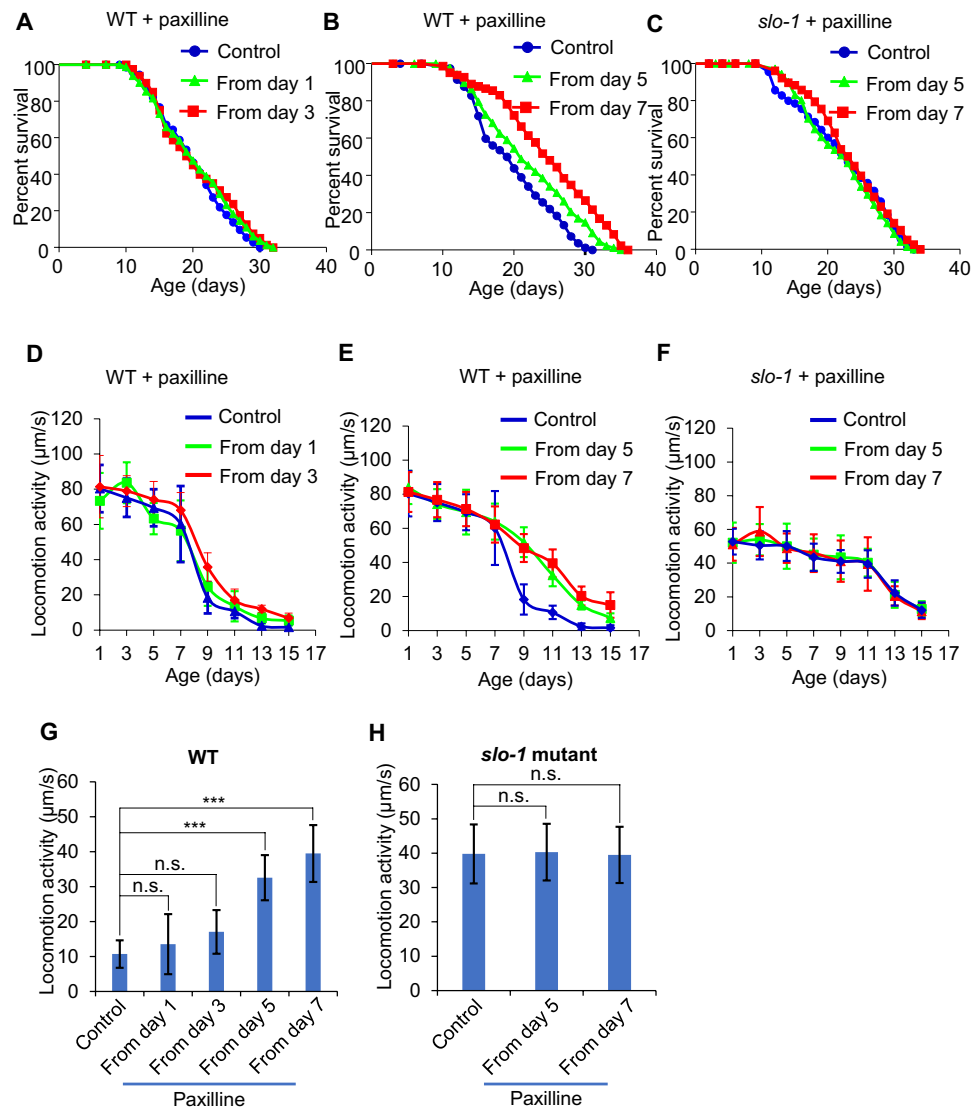 A
WT + paxilline
Control
From day 1
From day 3
Percent survival
100
80
60
40
20
0
0 10 20 30 40
Age (days)
B
WT + paxilline
Control
From day 5
From day 7
Percent survival
100
80
60
40
20
0
0 10 20 30 40
Age (days)
C
slo-1 + paxilline
Control
From day 5
From day 7
Percent survival
100
80
60
40
20
0
0 10 20 30 40
Age (days)
D
WT + paxilline
Control
From day 1
From day 3
Locomotion activity (µm/s)
120
100
80
60
40
20
0
1 3 5 7 9 11 13 15 17
Age (days)
E
WT + paxilline
Control
From day 5
From day 7
Locomotion activity (µm/s)
120
100
80
60
40
20
0
1 3 5 7 9 11 13 15 17
Age (days)
F
slo-1 + paxilline
Control
From day 5
From day 7
Locomotion activity (µm/s)
120
100
80
60
40
20
0
1 3 5 7 9 11 13 15 17
Age (days)
G
WT
Locomotion activity (µm/s)
60
50
40
30
20
10
0
***
***
n.s.
n.s.
Control
From day 1
From day 3
From day 5
From day 7
Paxilline
H
slo-1 mutant
Locomotion activity (µm/s)
60
50
40
30
20
10
0
n.s.
n.s.
Control
From day 5
From day 7
Paxilline